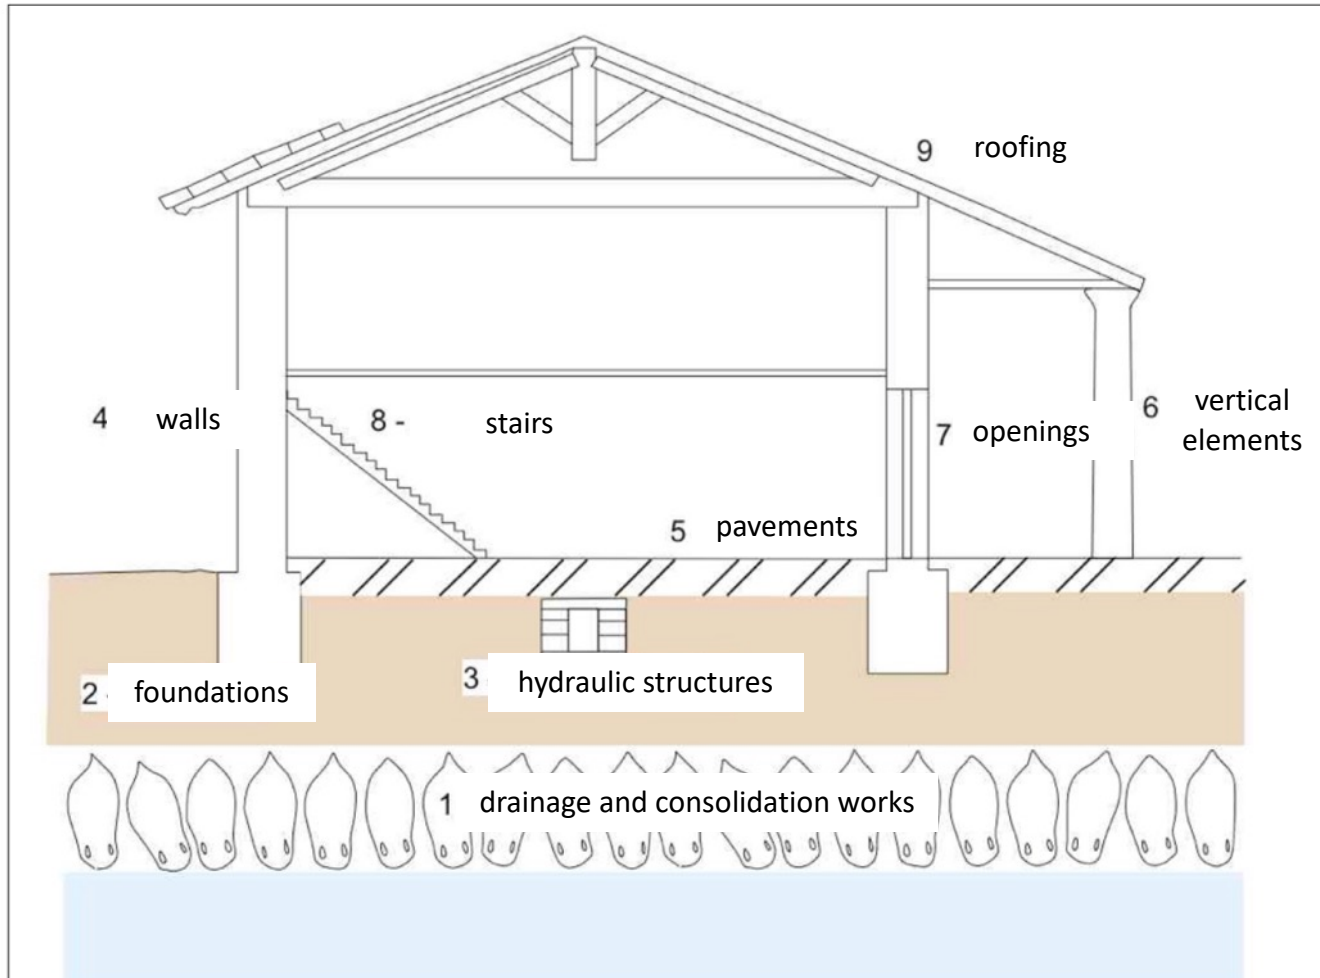 9 roofing
4 walls
8 - stairs
7 openings
6 vertical
elements
5 pavements
2 - foundations
3 hydraulic structures
1 drainage and consolidation works